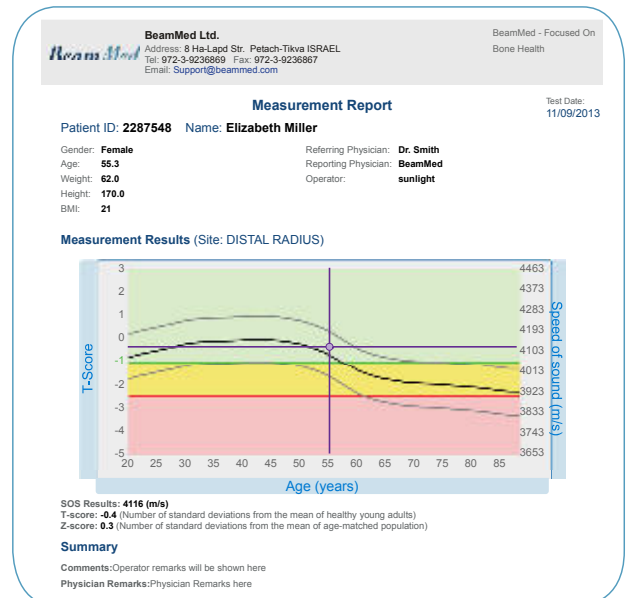 BeamMed
BeamMed Ltd.
Address: 8 Ha-Lapd Str. Petach-Tikva ISRAEL
Tel: 972-3-9236869 Fax: 972-3-9236867
Email: Support@beammed.com
BeamMed - Focused On
Bone Health
Measurement Report
Test Date:
11/09/2013
Patient ID: 2287548 Name: Elizabeth Miller
Gender: Female
Age: 55.3
Weight: 62.0
Height: 170.0
BMI: 21
Referring Physician: Dr. Smith
Reporting Physician: BeamMed
Operator: sunlight
Measurement Results (Site: DISTAL RADIUS)
T-Score
3
2
1
0
-1
-2
-3
-4
-5
4463
4373
4283
4193
4103
4013
3923
3833
3743
3653
Speed of sound (m/s)
20 25 30 35 40 45 50 55 60 65 70 75 80 85
Age (years)
SOS Results: 4116 (m/s)
T-score: -0.4 (Number of standard deviations from the mean of healthy young adults)
Z-score: 0.3 (Number of standard deviations from the mean of age-matched population)
Summary
Comments:Operator remarks will be shown here
Physician Remarks:Physician Remarks here